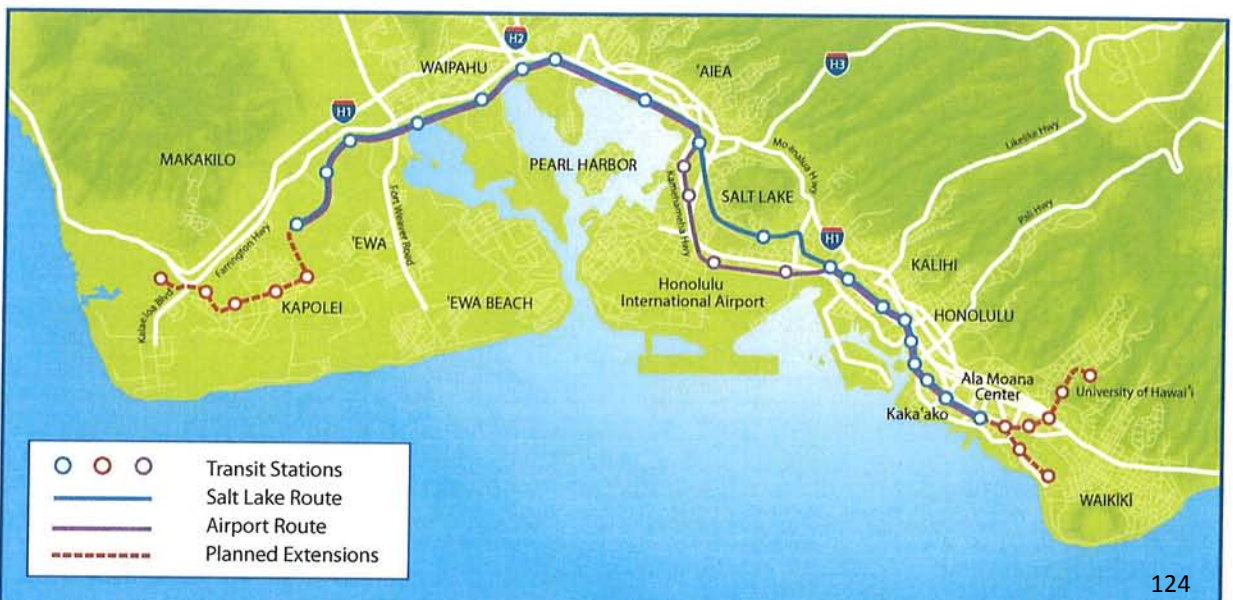 H2
WAIPAHU
'AIEA
H3
H1
MAKAKILO
PEARL HARBOR
Moanalua Hwy
Likelike Hwy
Kamehameha Hwy
SALT LAKE
Pali Hwy
Fort Weaver Road
Farrington Hwy
'EWA
H1
KALIHI
Honolulu
International Airport
Kalaeloa Blvd
KAPOLEI
'EWA BEACH
HONOLULU
Ala Moana
Center
University of Hawai'i
Kaka'ako
WAIKIKI
Transit Stations
Salt Lake Route
Airport Route
Planned Extensions
124